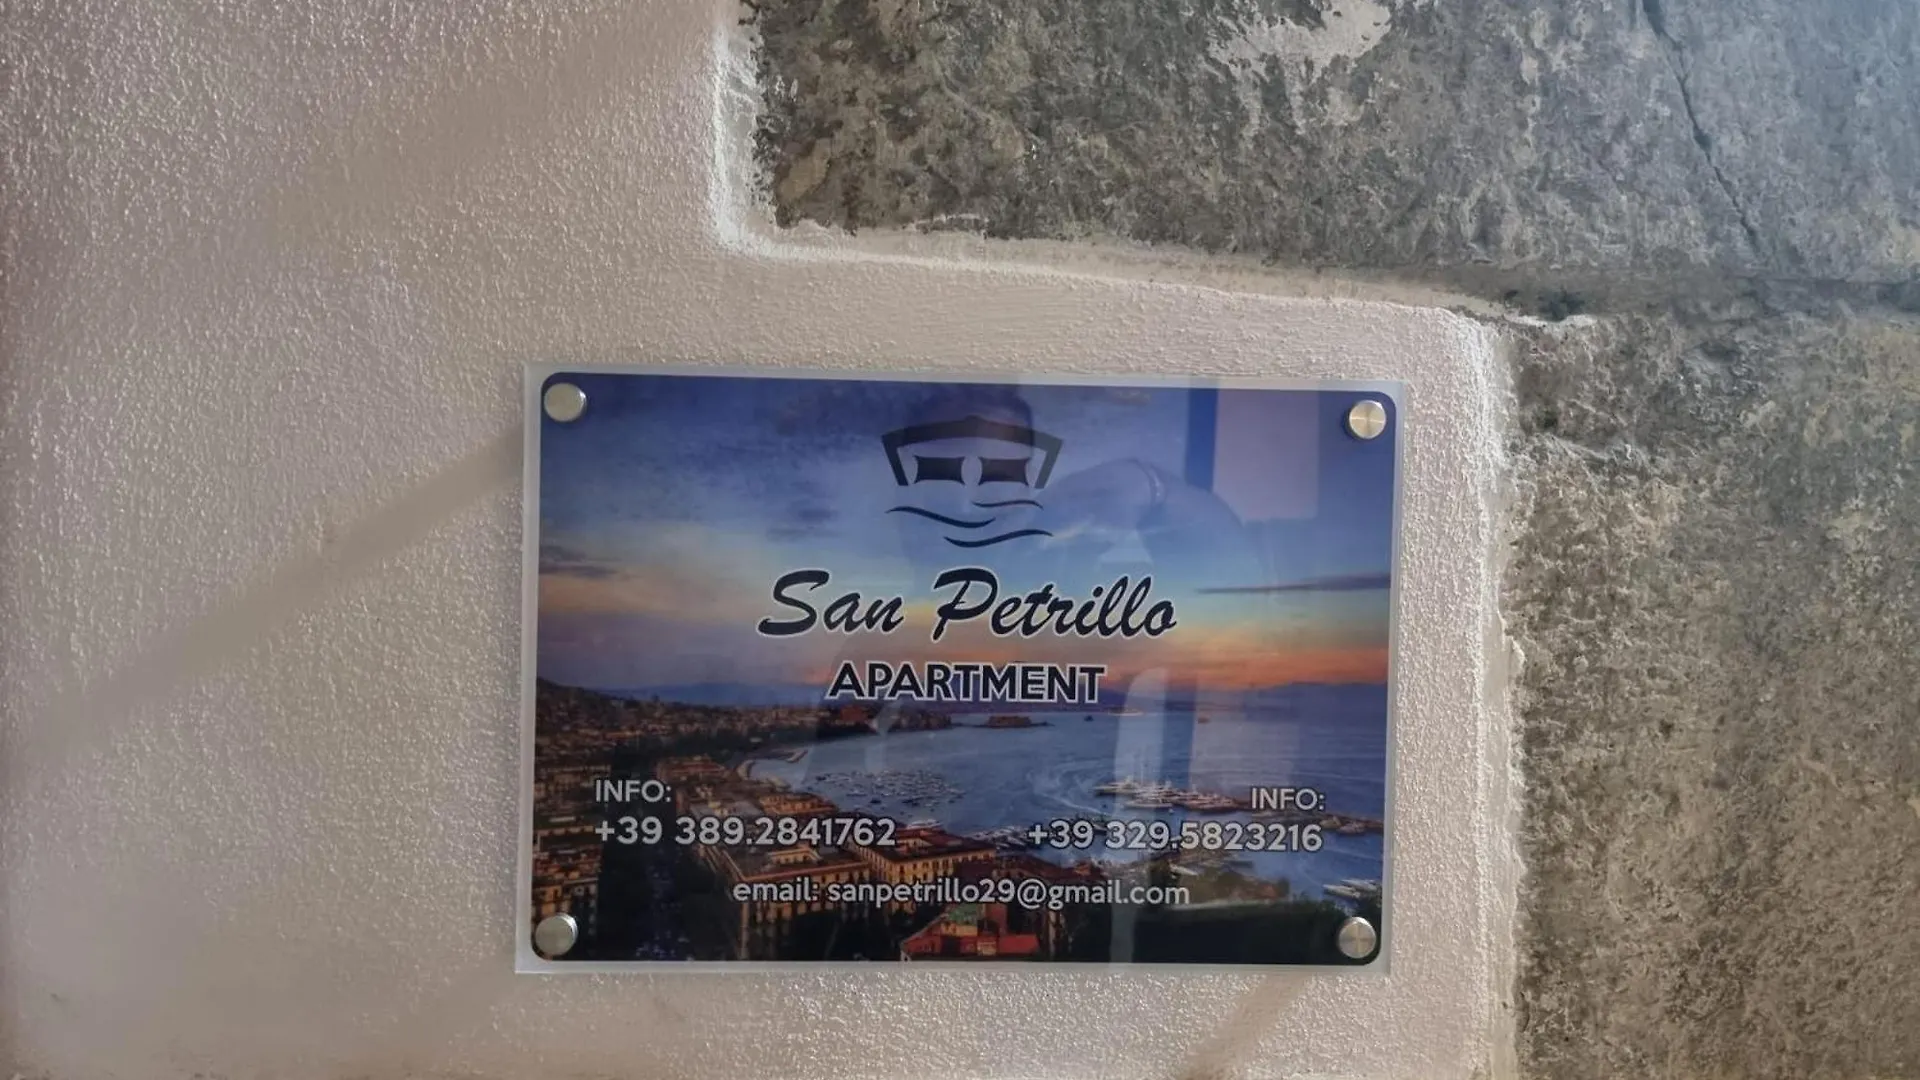 San Petrillo
APARTMENT
INFO:
+39 389.2841762
INFO:
+39 329.5823216
email: sanpetrillo29@gmail.com